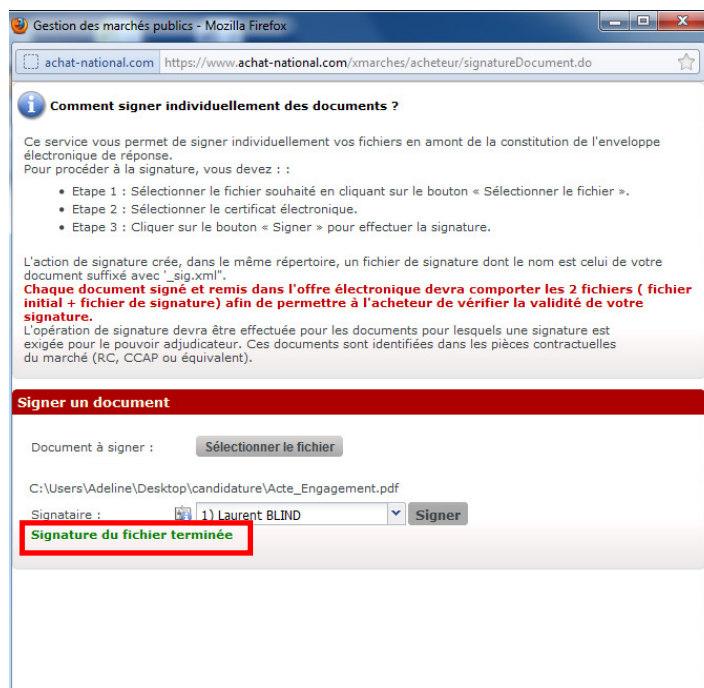 Gestion des marchés publics - Mozilla Firefox
achat-national.com https://www.achat-national.com/xmarches/acheteur/signatureDocument.do
Comment signer individuellement des documents ?
Ce service vous permet de signer individuellement vos fichiers en amont de la constitution de l'enveloppe
électronique de réponse.
Pour procéder à la signature, vous devez : :
• Etape 1 : Sélectionner le fichier souhaité en cliquant sur le bouton « Sélectionner le fichier ».
• Etape 2 : Sélectionner le certificat électronique.
• Etape 3 : Cliquer sur le bouton « Signer » pour effectuer la signature.
L'action de signature crée, dans le même répertoire, un fichier de signature dont le nom est celui de votre
document suffixé avec '_sig.xml".
Chaque document signé et remis dans l'offre électronique devra comporter les 2 fichiers ( fichier
initial + fichier de signature) afin de permettre à l'acheteur de vérifier la validité de votre
signature.
L'opération de signature devra être effectuée pour les documents pour lesquels une signature est
exigée pour le pouvoir adjudicateur. Ces documents sont identifiées dans les pièces contractuelles
du marché (RC, CCAP ou équivalent).
Signer un document
Document à signer : Sélectionner le fichier
C:\Users\Adeline\Desktop\candidature\Acte_Engagement.pdf
Signataire : 1) Laurent BLIND Signer
Signature du fichier terminée